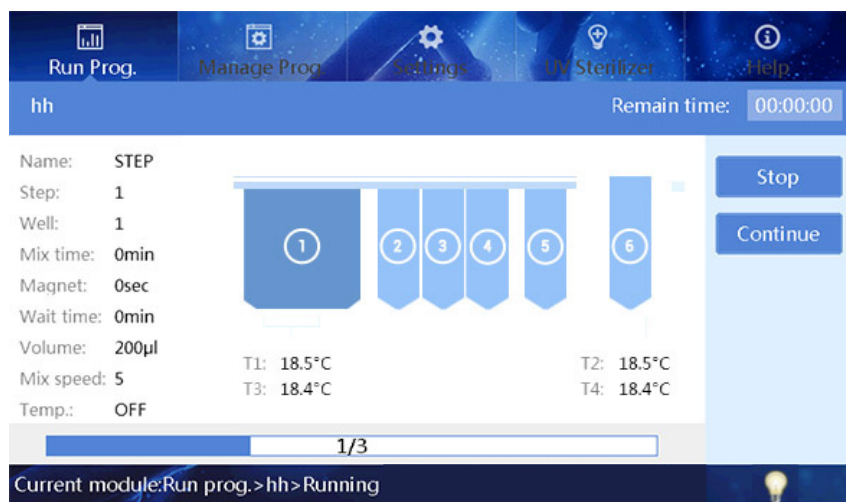 Run Prog.
Manage Prog.
Settings
UV Sterilizer
Help
hh
Remain time: 00:00:00
Name: STEP
Step: 1
Well: 1
Mix time: 0min
Magnet: 0sec
Wait time: 0min
Volume: 200µl
Mix speed: 5
Temp.: OFF
1
2
3
4
5
6
T1: 18.5°C
T3: 18.4°C
T2: 18.5°C
T4: 18.4°C
Stop
Continue
1/3
Current module:Run prog.>hh>Running